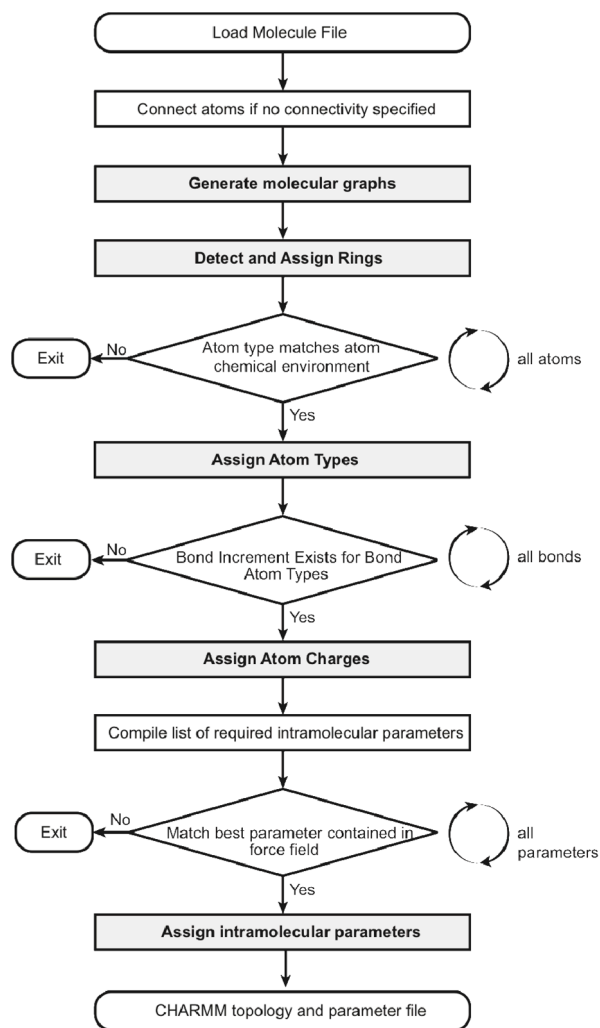 Load Molecule File
Connect atoms if no connectivity specified
Generate molecular graphs
Detect and Assign Rings
Exit
No
Atom type matches atom
chemical environment
all atoms
Yes
Assign Atom Types
Exit
No
Bond Increment Exists for Bond
Atom Types
all bonds
Yes
Assign Atom Charges
Compile list of required intramolecular parameters
Exit
No
Match best parameter contained in
force field
all
parameters
Yes
Assign intramolecular parameters
CHARMM topology and parameter file